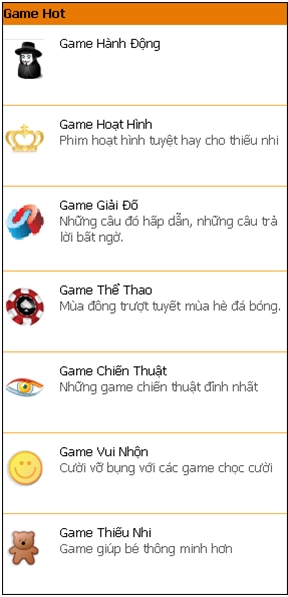 Game Hot
Game Hành Động
Game Hoạt Hình
Phim hoạt hình tuyệt hay cho thiếu nhi
Game Giải Đố
Những câu đó hấp dẫn, những câu trả
lời bất ngờ.
Game Thể Thao
Mùa đông trượt tuyết mùa hè đá bóng.
Game Chiến Thuật
Những game chiến thuật đỉnh nhất
Game Vui Nhộn
Cười vỡ bụng với các game chọc cười
Game Thiếu Nhi
Game giúp bé thông minh hơn